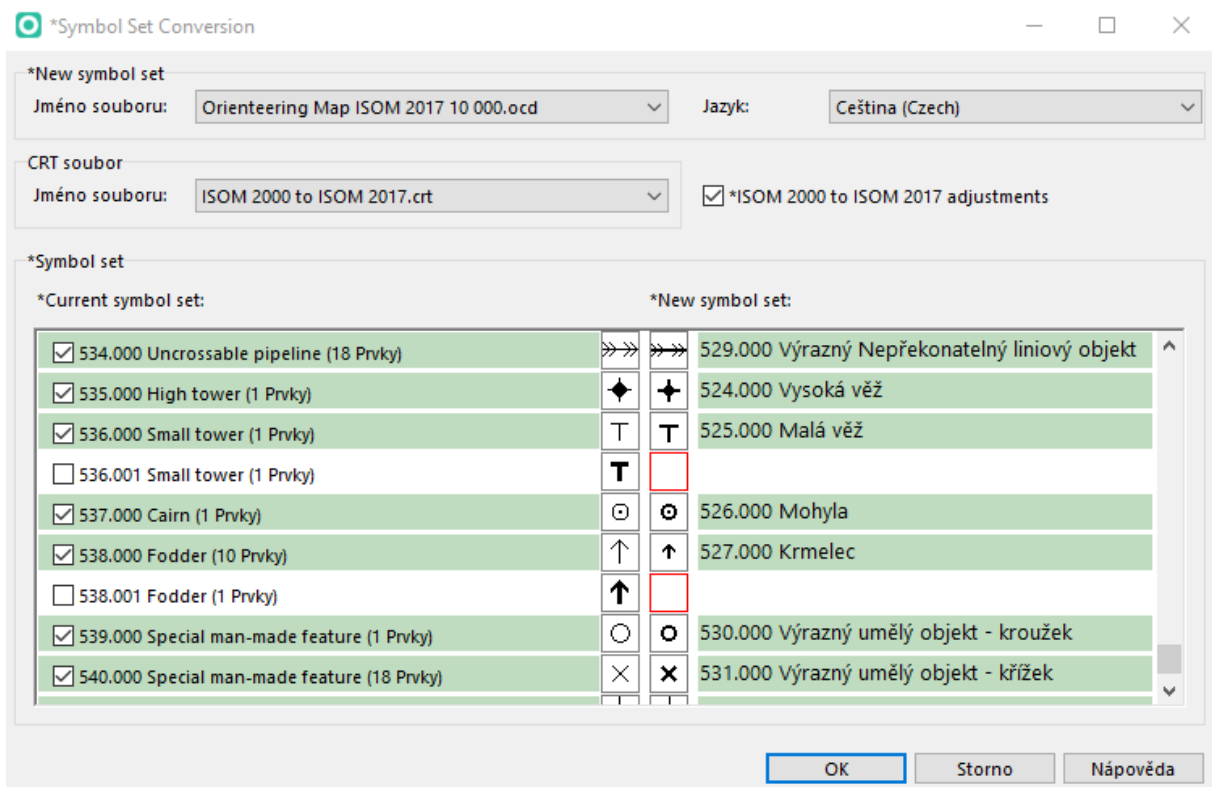 *Symbol Set Conversion
*New symbol set
Jméno souboru: Orienteering Map ISOM 2017 10 000.ocd Jazyk: Ceština (Czech)
CRT soubor
Jméno souboru: ISOM 2000 to ISOM 2017.crt *ISOM 2000 to ISOM 2017 adjustments
*Symbol set
*Current symbol set: *New symbol set:
534.000 Uncrossable pipeline (18 Prvky) 529.000 Výrazný Nepřekonatelný liniový objekt
535.000 High tower (1 Prvky) 524.000 Vysoká věž
536.000 Small tower (1 Prvky) 525.000 Malá věž
536.001 Small tower (1 Prvky)
537.000 Cairn (1 Prvky) 526.000 Mohyla
538.000 Fodder (10 Prvky) 527.000 Krmelec
538.001 Fodder (1 Prvky)
539.000 Special man-made feature (1 Prvky) 530.000 Výrazný umělý objekt - kroužek
540.000 Special man-made feature (18 Prvky) 531.000 Výrazný umělý objekt - křížek
OK Storno Nápověda